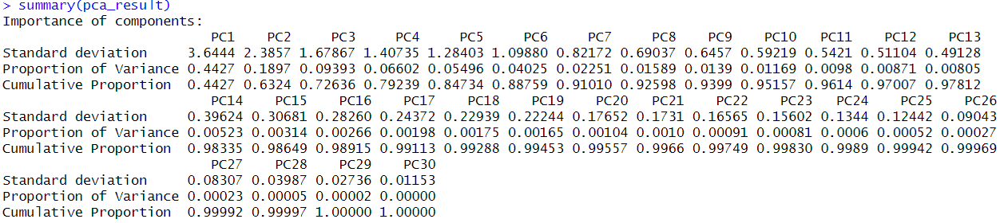 > summary(pca_result)
Importance of components:
PC1 PC2 PC3 PC4 PC5 PC6 PC7 PC8 PC9 PC10 PC11 PC12 PC13
Standard deviation 3.6444 2.3857 1.67867 1.40735 1.28403 1.09880 0.82172 0.69037 0.6457 0.59219 0.5421 0.51104 0.49128
Proportion of Variance 0.4427 0.1897 0.09393 0.06602 0.05496 0.04025 0.02251 0.01589 0.0139 0.01169 0.0098 0.00871 0.00805
Cumulative Proportion 0.4427 0.6324 0.72636 0.79239 0.84734 0.88759 0.91010 0.92598 0.9399 0.95157 0.9614 0.97007 0.97812
PC14 PC15 PC16 PC17 PC18 PC19 PC20 PC21 PC22 PC23 PC24 PC25 PC26
Standard deviation 0.39624 0.30681 0.28260 0.24372 0.22939 0.22244 0.17652 0.1731 0.16565 0.15602 0.1344 0.12442 0.09043
Proportion of Variance 0.00523 0.00314 0.00266 0.00198 0.00175 0.00165 0.00104 0.0010 0.00091 0.00081 0.0006 0.00052 0.00027
Cumulative Proportion 0.98335 0.98649 0.98915 0.99113 0.99288 0.99453 0.99557 0.9966 0.99749 0.99830 0.9989 0.99942 0.99969
PC27 PC28 PC29 PC30
Standard deviation 0.08307 0.03987 0.02736 0.01153
Proportion of Variance 0.00023 0.00005 0.00002 0.00000
Cumulative Proportion 0.99992 0.99997 1.00000 1.00000